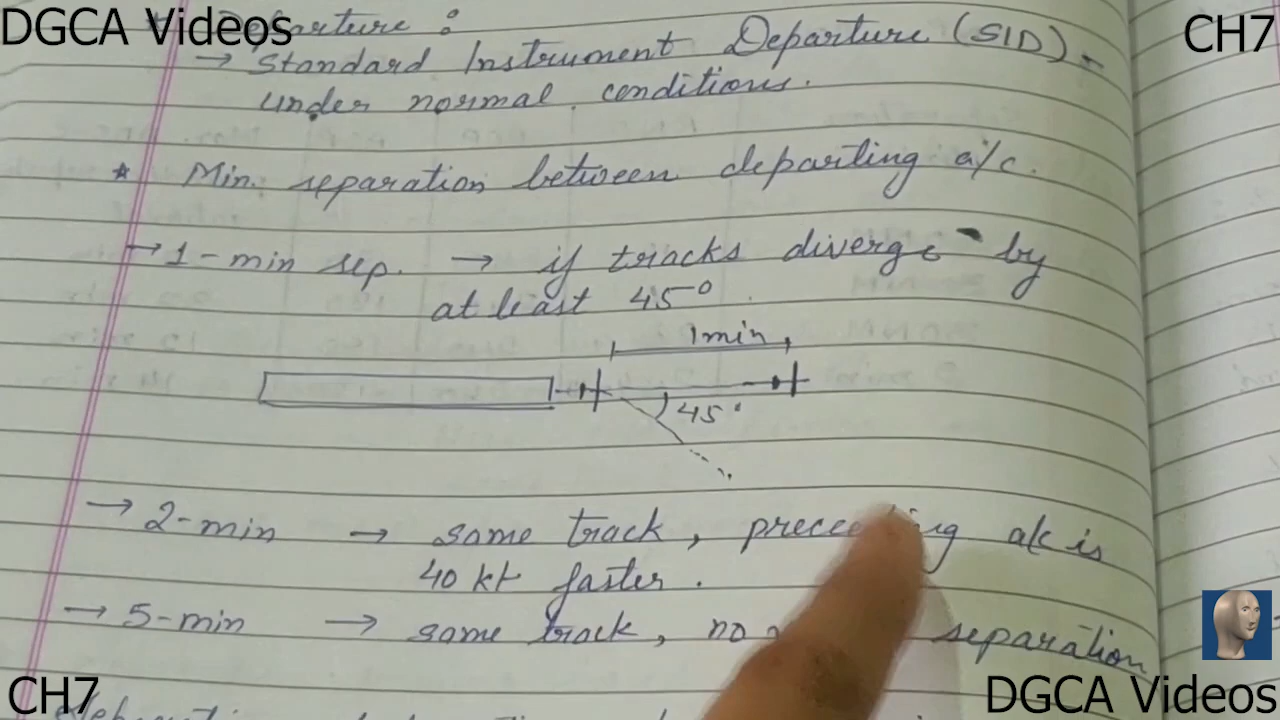 DGCA Videos
CH7
Departure :
→ Standard Instrument Departure (SID) -
under normal conditions.
* Min. separation between departing a/c.
→ 1-min sep. → if tracks diverge by
at least 45°
1min
45°
→ 2-min → same track, preceeding a/c is
40 kt faster.
→ 5-min → same track, no separation
CH7
DGCA Videos